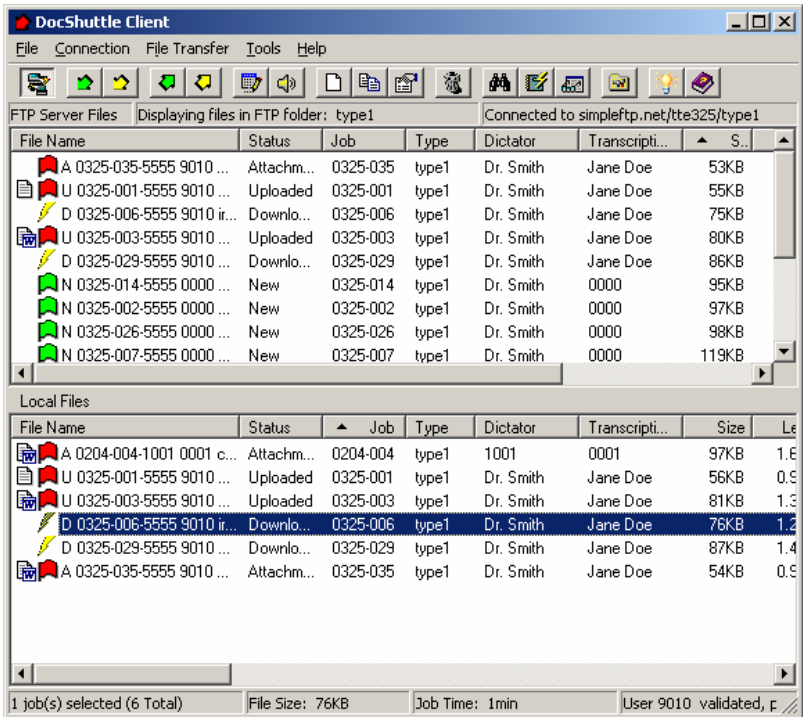 DocShuttle Client
File Connection File Transfer Tools Help
FTP Server Files Displaying files in FTP folder: type1 Connected to simpleftp.net/tte325/type1
File Name Status Job Type Dictator Transcripti... S..
A 0325-035-5555 9010 ... Attachm... 0325-035 type1 Dr. Smith Jane Doe 53KB
U 0325-001-5555 9010 ... Uploaded 0325-001 type1 Dr. Smith Jane Doe 55KB
D 0325-006-5555 9010 ir... Downlo... 0325-006 type1 Dr. Smith Jane Doe 75KB
U 0325-003-5555 9010 ... Uploaded 0325-003 type1 Dr. Smith Jane Doe 80KB
D 0325-029-5555 9010 ... Downlo... 0325-029 type1 Dr. Smith Jane Doe 86KB
N 0325-014-5555 0000 ... New 0325-014 type1 Dr. Smith 0000 95KB
N 0325-002-5555 0000 ... New 0325-002 type1 Dr. Smith 0000 97KB
N 0325-026-5555 0000 ... New 0325-026 type1 Dr. Smith 0000 98KB
N 0325-007-5555 0000 ... New 0325-007 type1 Dr. Smith 0000 119KB
Local Files
File Name Status Job Type Dictator Transcripti... Size Le
A 0204-004-1001 0001 c... Attachm... 0204-004 type1 1001 0001 97KB 1.6
U 0325-001-5555 9010 ... Uploaded 0325-001 type1 Dr. Smith Jane Doe 56KB 0.9
U 0325-003-5555 9010 ... Uploaded 0325-003 type1 Dr. Smith Jane Doe 81KB 1.3
D 0325-006-5555 9010 ir... Downlo... 0325-006 type1 Dr. Smith Jane Doe 76KB 1.2
D 0325-029-5555 9010 ... Downlo... 0325-029 type1 Dr. Smith Jane Doe 87KB 1.4
A 0325-035-5555 9010 ... Attachm... 0325-035 type1 Dr. Smith Jane Doe 54KB 0.9
1 job(s) selected (6 Total) File Size: 76KB Job Time: 1min User 9010 validated, p